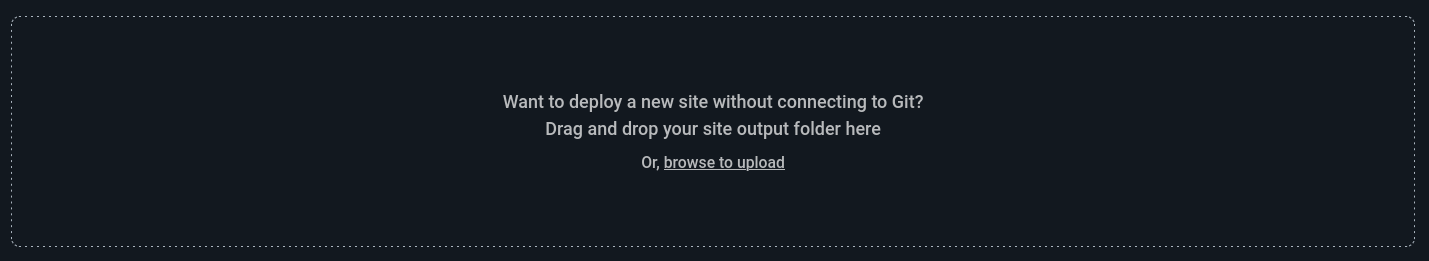 Want to deploy a new site without connecting to Git?
Drag and drop your site output folder here
Or, browse to upload